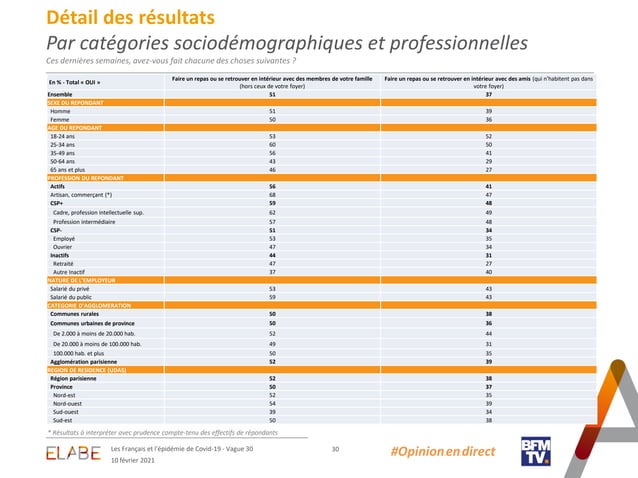 Détail des résultats
Par catégories sociodémographiques et professionnelles
Ces dernières semaines, avez-vous fait chacune des choses suivantes ?
En % - Total « OUI » Faire un repas ou se retrouver en intérieur avec des membres de votre famille (hors ceux de votre foyer) Faire un repas ou se retrouver en intérieur avec des amis (qui n'habitent pas dans votre foyer)
Ensemble 51 37
SEXE DU REPONDANT
Homme 51 39
Femme 50 36
AGE DU REPONDANT
18-24 ans 53 52
25-34 ans 60 50
35-49 ans 56 41
50-64 ans 43 29
65 ans et plus 46 27
PROFESSION DU REPONDANT
Actifs 56 41
Artisan, commerçant (*) 68 47
CSP+ 59 48
Cadre, profession intellectuelle sup. 62 49
Profession intermédiaire 57 48
CSP- 51 34
Employé 53 35
Ouvrier 47 34
Inactifs 44 31
Retraité 47 27
Autre Inactif 37 40
NATURE DE L'EMPLOYEUR
Salarié du privé 53 43
Salarié du public 59 43
CATEGORIE D'AGGLOMERATION
Communes rurales 50 38
Communes urbaines de province 50 36
De 2.000 à moins de 20.000 hab. 52 44
De 20.000 à moins de 100.000 hab. 49 31
100.000 hab. et plus 50 35
Agglomération parisienne 52 39
REGION DE RESIDENCE (UDA5)
Région parisienne 52 38
Province 50 37
Nord-est 52 35
Nord-ouest 54 39
Sud-ouest 39 34
Sud-est 50 38
* Résultats à interpréter avec prudence compte-tenu des effectifs de répondants
ELABE
Les Français et l'épidémie de Covid-19 - Vague 30
10 février 2021
30
#Opinion en direct
BFM
TV.